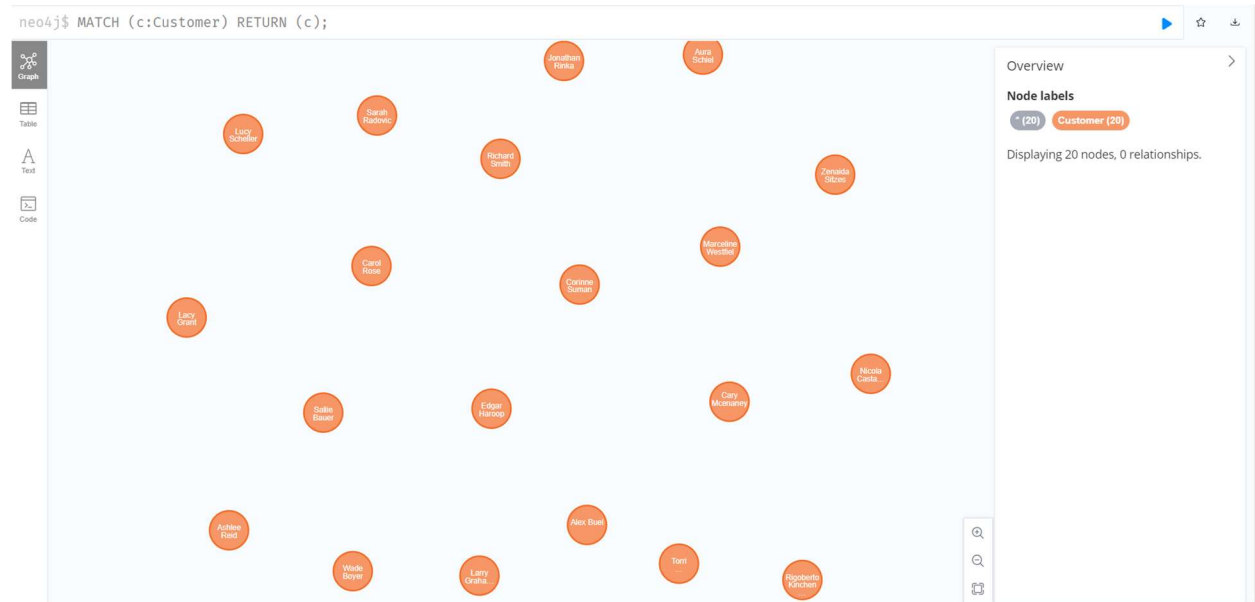 neo4j$ MATCH (c:Customer) RETURN (c);
Graph
Table
Text
Code
Jonathan
Rinka
Aura
Schiel
Lucy
Scheller
Sarah
Radovic
Richard
Smith
Zenaida
Sitzes
Carol
Rose
Corinne
Suman
Marceline
Westfiel
Lacy
Grant
Nicola
Casta...
Sallie
Bauer
Edgar
Haroop
Cary
Mcenaney
Ashlee
Reid
Alex Buei
Wade
Boyer
Larry
Graha...
Torri
...
Rigoberto
Kinchen
...
Overview
Node labels
* (20) Customer (20)
Displaying 20 nodes, 0 relationships.